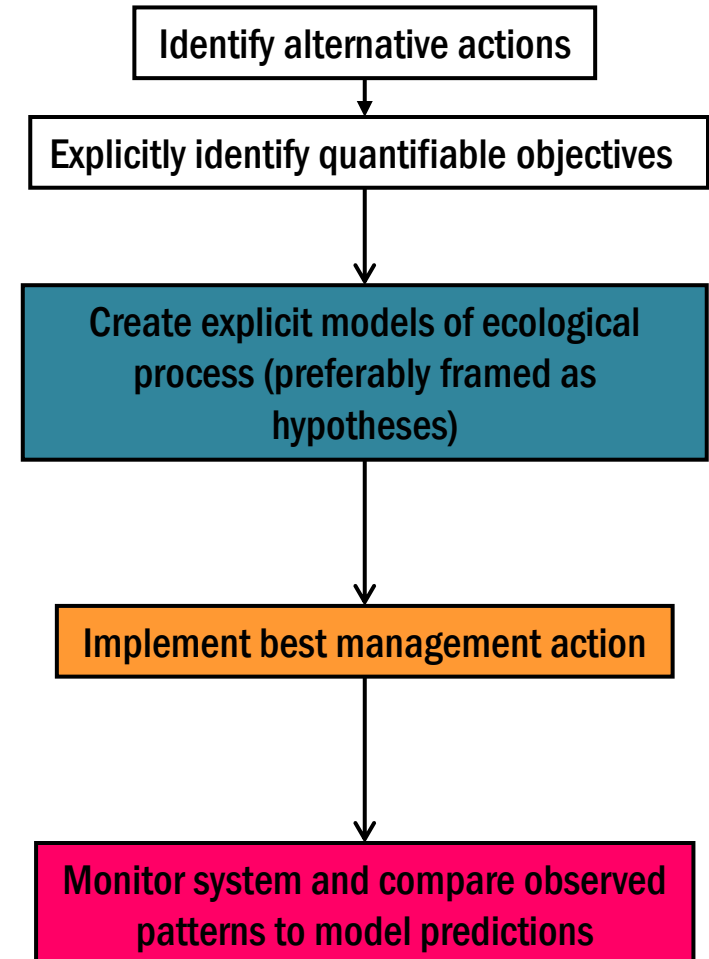 Identify alternative actions
Explicitly identify quantifiable objectives
Create explicit models of ecological
process (preferably framed as
hypotheses)
Implement best management action
Monitor system and compare observed
patterns to model predictions